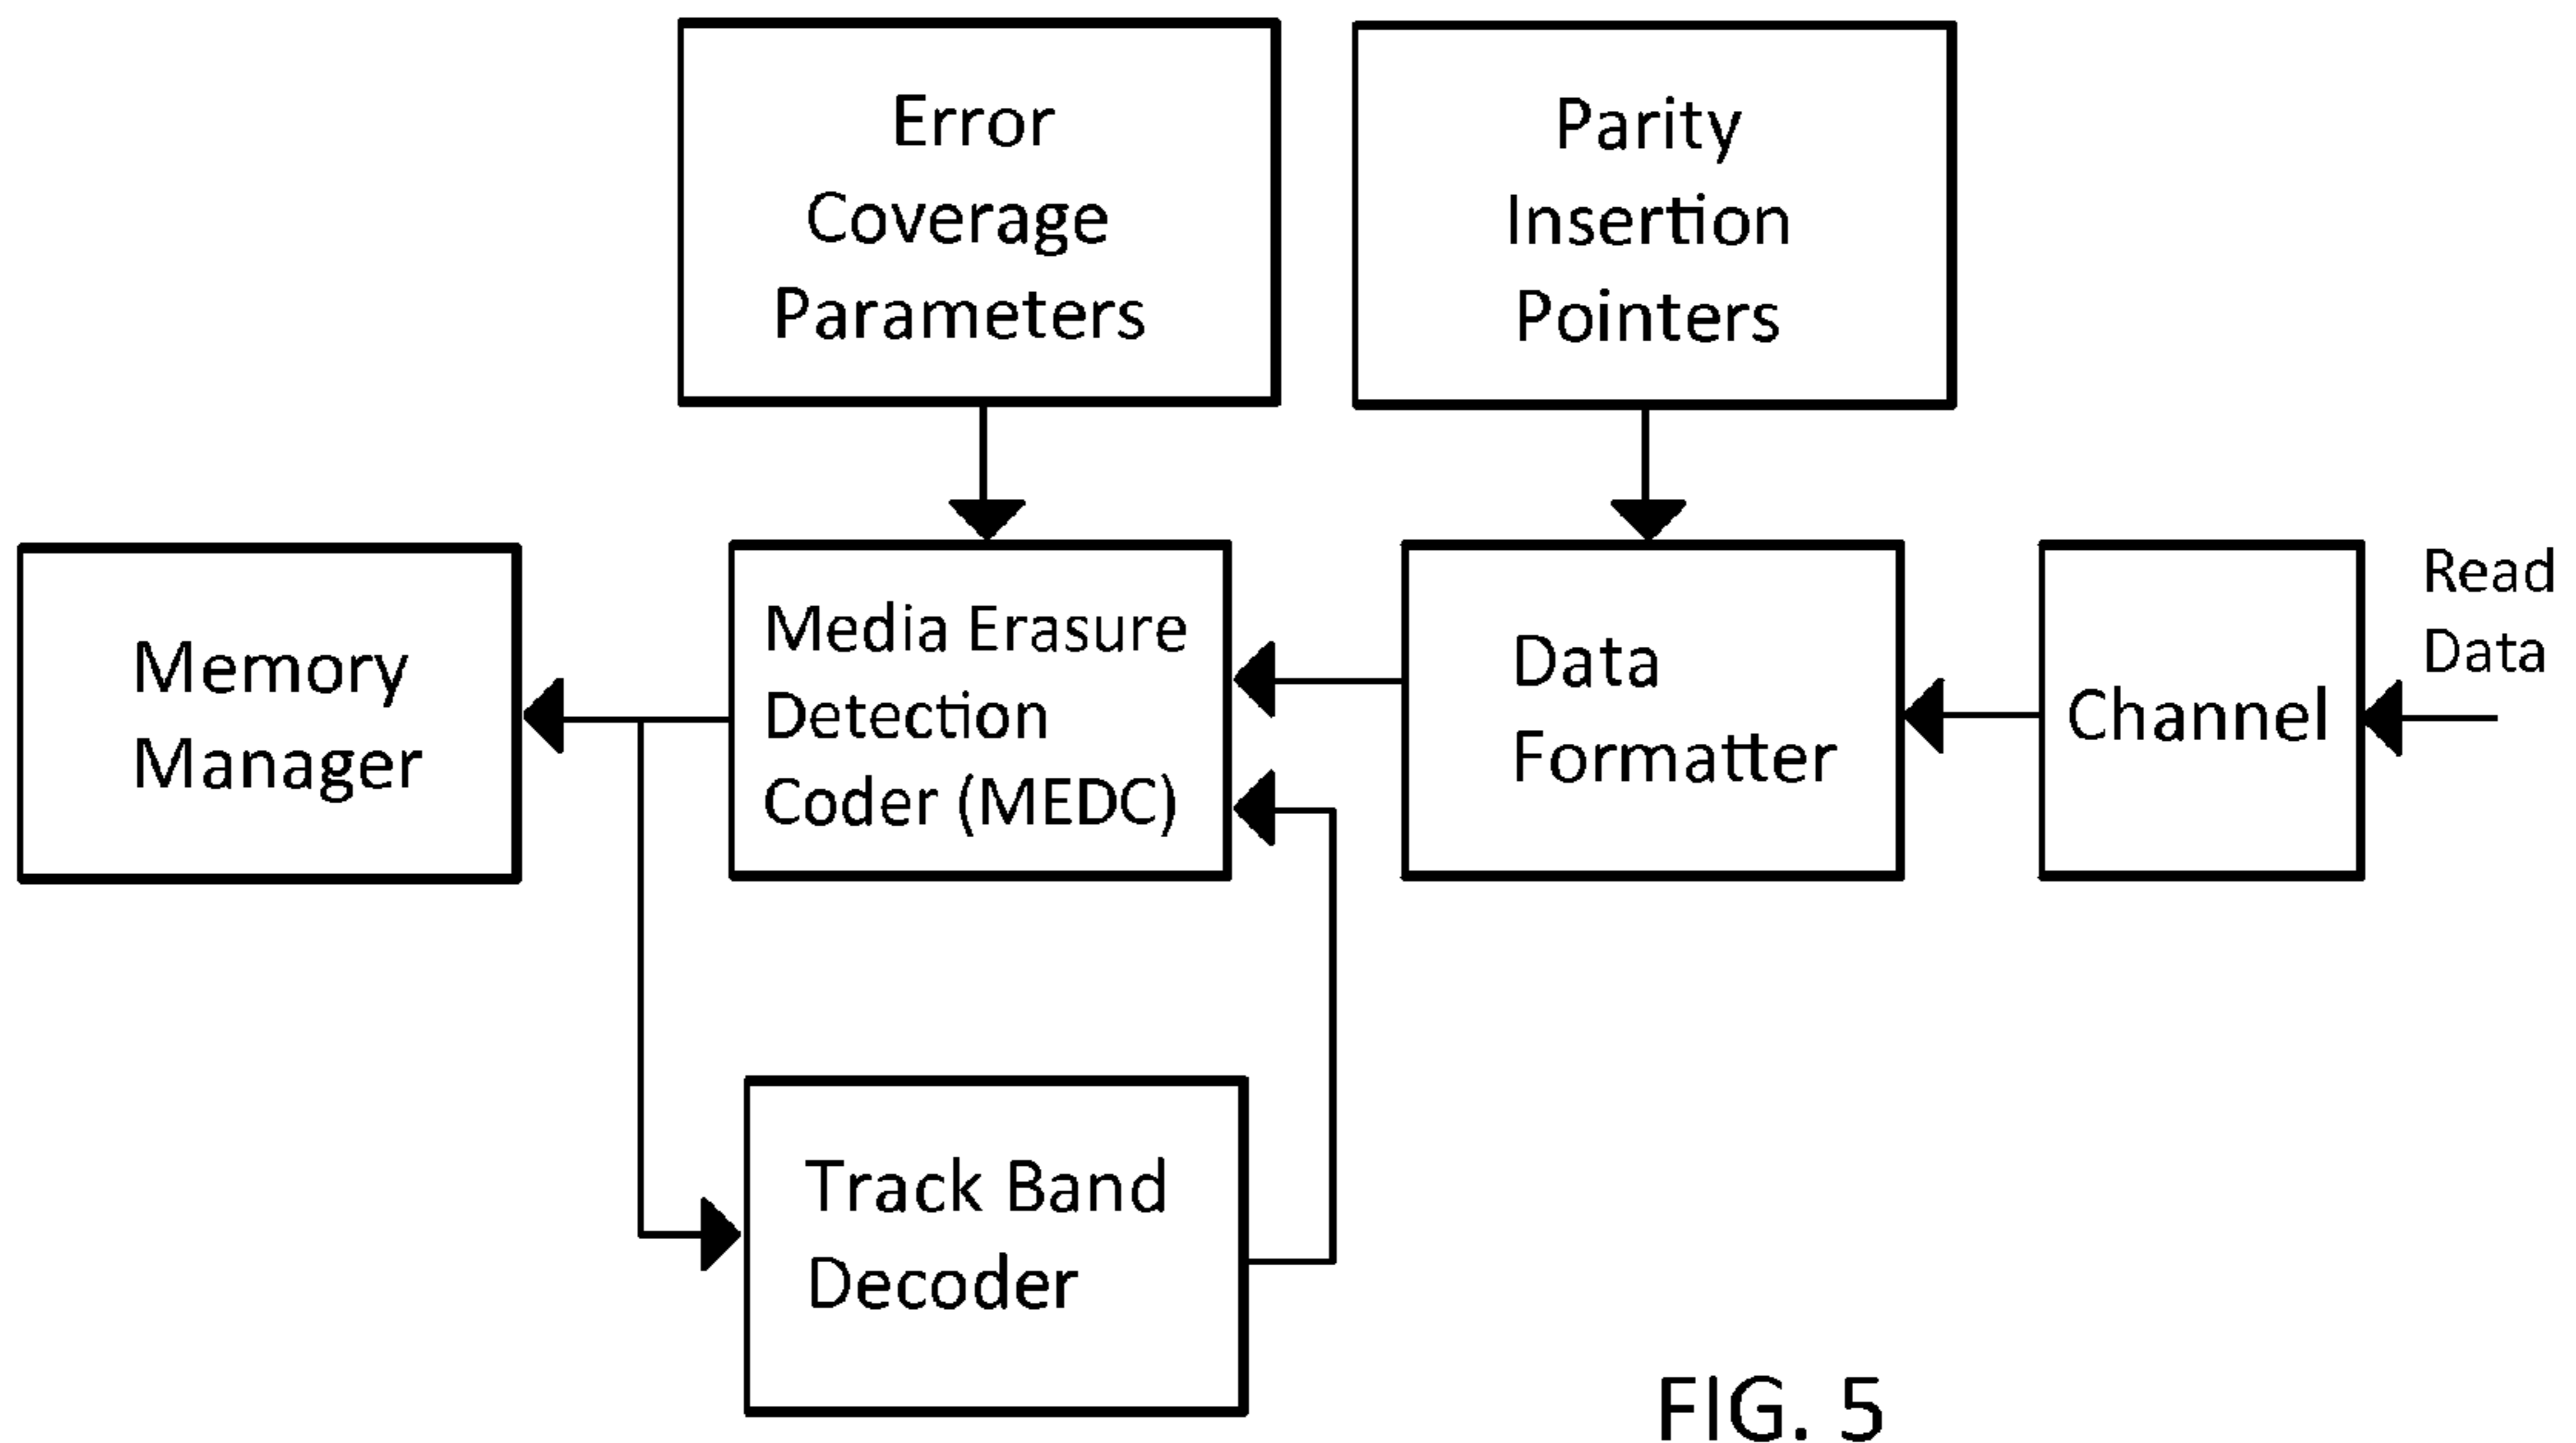 Error
Coverage
Parameters
Parity
Insertion
Pointers
Memory
Manager
Media Erasure
Detection
Coder (MEDC)
Data
Formatter
Channel
Read
Data
Track Band
Decoder
FIG. 5